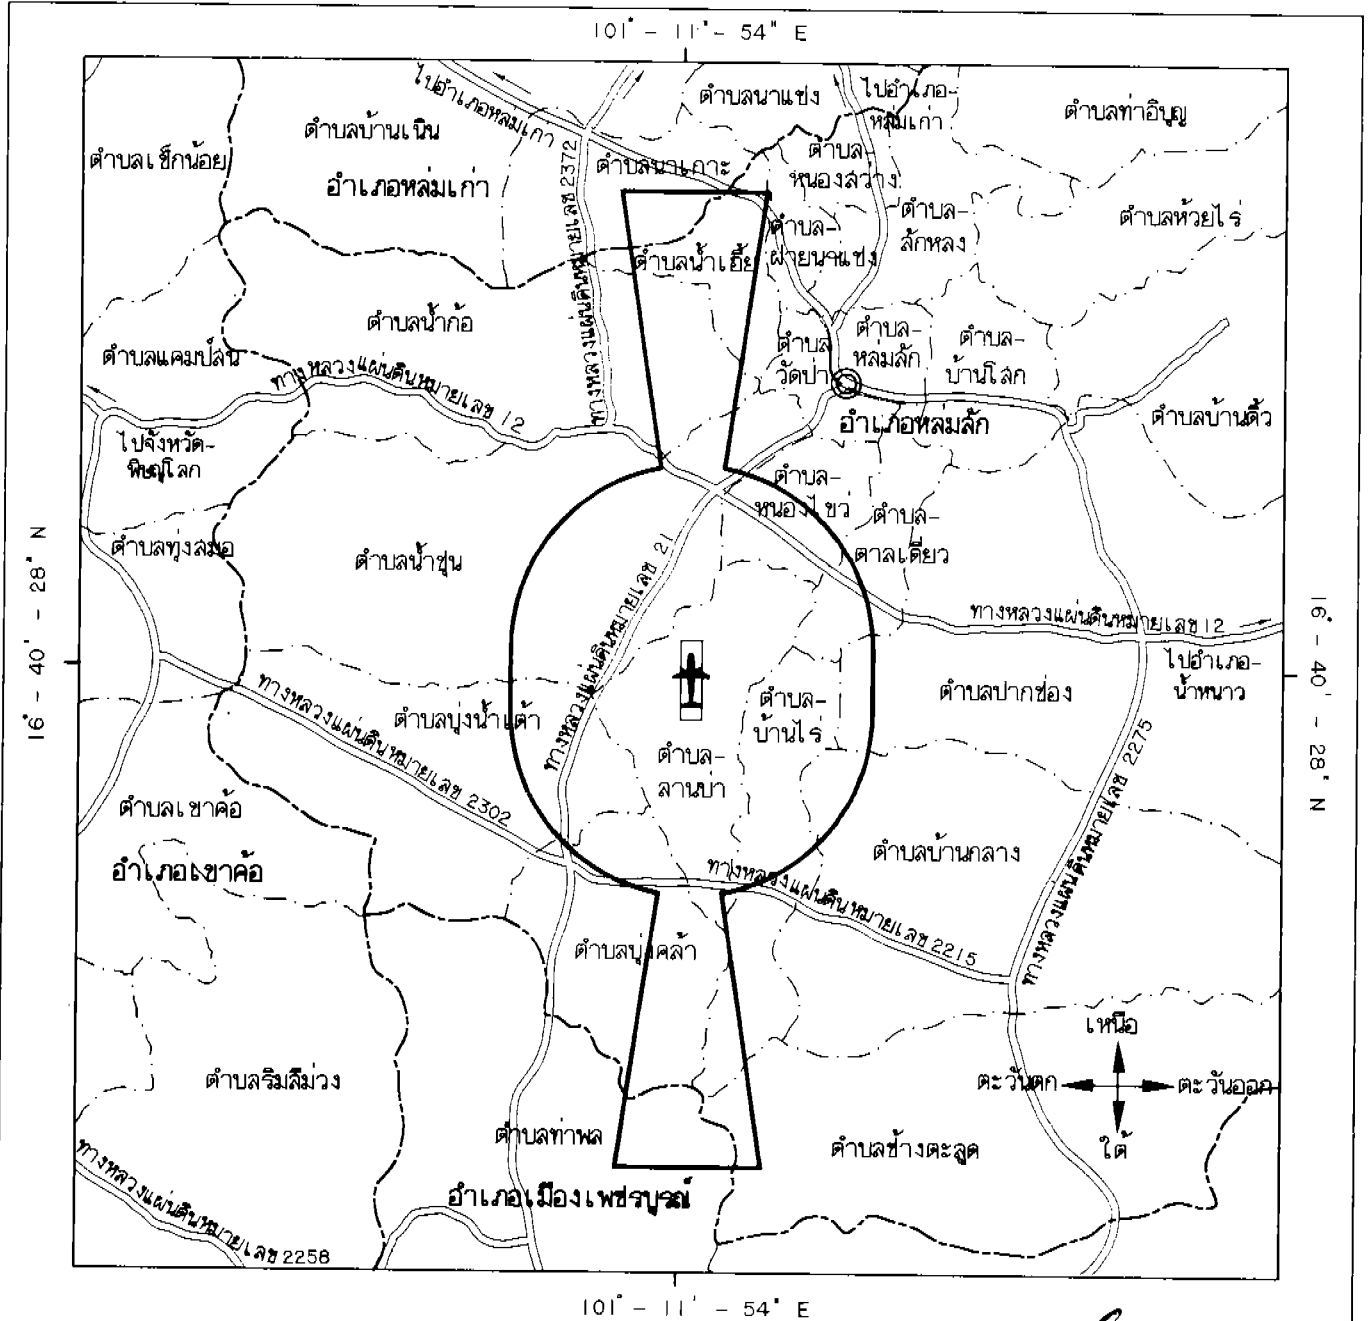 101° - 11' - 54" E
ไปอำเภอหล่มเก่า
ตำบลนาแซง
ไปอำเภอ-
หล่มเก่า
ตำบลท่าอิบุญ
ตำบลบ้านเนิน
ตำบลเข็กน้อย
อำเภอหล่มเก่า
ทางหลวงแผ่นดินหมายเลข 2372
ตำบลนาเกาะ
ตำบล-
หนองสว่าง
ตำบล-
ลักหลง
ตำบลห้วยไร่
ตำบล-
ฝายนาแซง
ตำบลน้ำเฮี้ย
ตำบลน้ำก้อ
ตำบลแคมป์สน
ทางหลวงแผ่นดินหมายเลข 12
ตำบล
วัดป่า
ตำบล-
หล่มสัก
ตำบล-
บ้านโสก
อำเภอหล่มสัก
ตำบลบ้านติ้ว
ไปจังหวัด-
พิษณุโลก
ตำบล-
หนองไขว่
ตำบล-
ตาลเดี่ยว
ตำบลทุ่งสมอ
ตำบลน้ำชุน
ทางหลวงแผ่นดินหมายเลข 21
16° - 40' - 28" N
16° - 40' - 28" N
ทางหลวงแผ่นดินหมายเลข 12
ไปอำเภอ-
น้ำหนาว
ตำบลปากช่อง
ทางหลวงแผ่นดินหมายเลข 2302
ตำบลบุ่งน้ำเต้า
ตำบล-
บ้านไร่
ตำบล-
ลานบ่า
ทางหลวงแผ่นดินหมายเลข 2275
ตำบลเขาค้อ
อำเภอเขาค้อ
ตำบลบ้านกลาง
ทางหลวงแผ่นดินหมายเลข 2215
ตำบลบุ่งคล้า
เหนือ
ตะวันตก
ตะวันออก
ใต้
ตำบลริมสีม่วง
ตำบลท่าพล
ตำบลช้างตะลูด
อำเภอเมืองเพชรบูรณ์
ทางหลวงแผ่นดินหมายเลข 2258
101° - 11' - 54" E